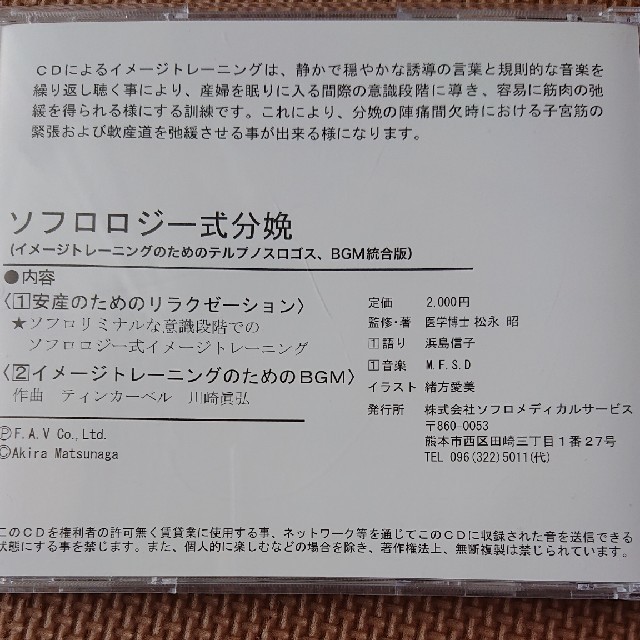 CDによるイメージトレーニングは、静かで穏やかな誘導の言葉と規則的な音楽を
繰り返し聴く事により、産婦を眠りに入る間際の意識段階に導き、容易に筋肉の弛
緩を得られる様にする訓練です。これにより、分娩の陣痛間欠時における子宮筋の
緊張および軟産道を弛緩させる事が出来る様になります。
ソフロロジー式分娩
(イメージトレーニングのためのテルプノスロゴス、BGM統合版)
●内容
〈1安産のためのリラクゼーション〉
★ソフロリミナルな意識段階での
ソフロロジー式イメージトレーニング
〈2イメージトレーニングのためのBGM〉
作曲 ティンカーベル 川崎眞弘
℗F.A.V Co.,Ltd.
©Akira Matsunaga
定価 2,000円
監修・著 医学博士 松永 昭
1語り 浜島信子
1音楽 M.F.S.D
イラスト 緒方愛美
発行所 株式会社ソフロメディカルサービス
〒860-0053
熊本市西区田崎三丁目1番27号
TEL 096(322)5011(代)
このCDを権利者の許可無く賃貸業に使用する事、ネットワーク等を通じてこのCDに収録された音を送信できる
状態にする事を禁じます。また、個人的に楽しむなどの場合を除き、著作権法上、無断複製は禁じられています。